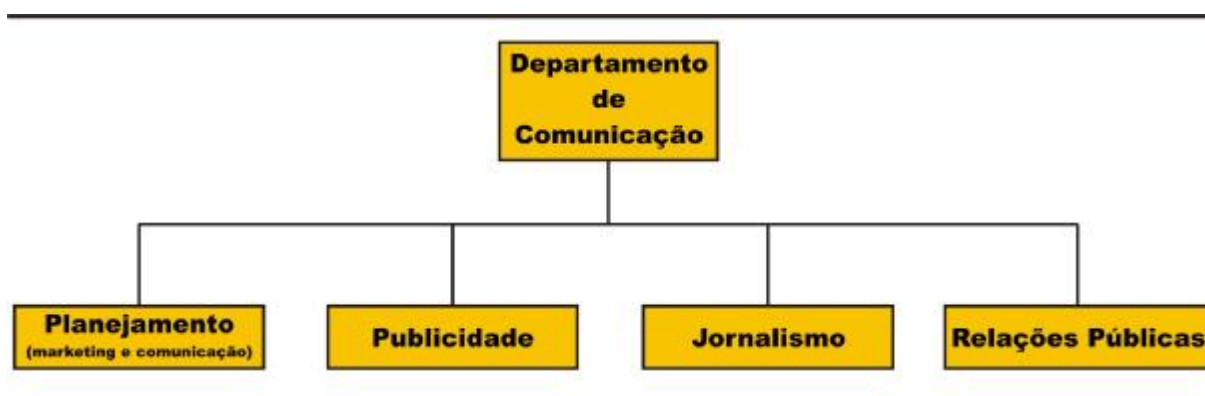 Departamento
de
Comunicação
Planejamento
(marketing e comunicação)
Publicidade
Jornalismo
Relações Públicas